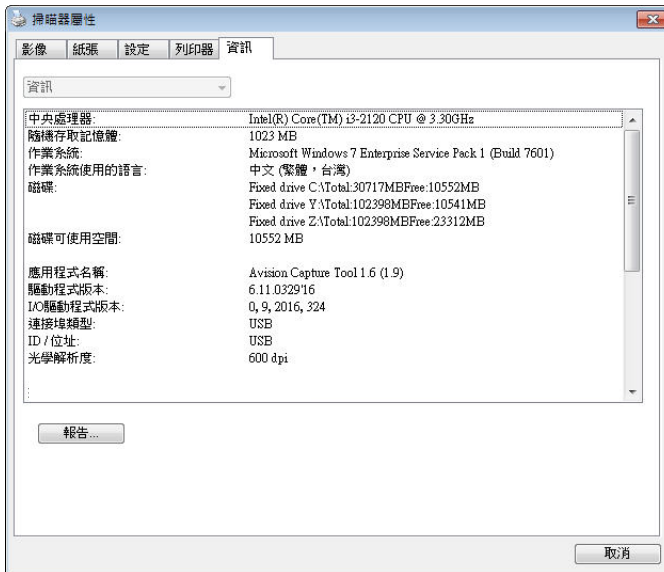 掃瞄器屬性
影像 紙張 設定 列印器 資訊
資訊
中央處理器: Intel(R) Core(TM) i3-2120 CPU @ 3.30GHz
隨機存取記憶體: 1023 MB
作業系統: Microsoft Windows 7 Enterprise Service Pack 1 (Build 7601)
作業系統使用的語言: 中文 (繁體，台灣)
磁碟: Fixed drive C:\Total:30717MBFree:10552MB
Fixed drive Y:\Total:102398MBFree:10541MB
Fixed drive Z:\Total:102398MBFree:23312MB
磁碟可使用空間: 10552 MB
應用程式名稱: Avision Capture Tool 1.6 (1.9)
驅動程式版本: 6.11.0329'16
I/O驅動程式版本: 0, 9, 2016, 324
連接埠類型: USB
ID / 位址: USB
光學解析度: 600 dpi
報告...
取消